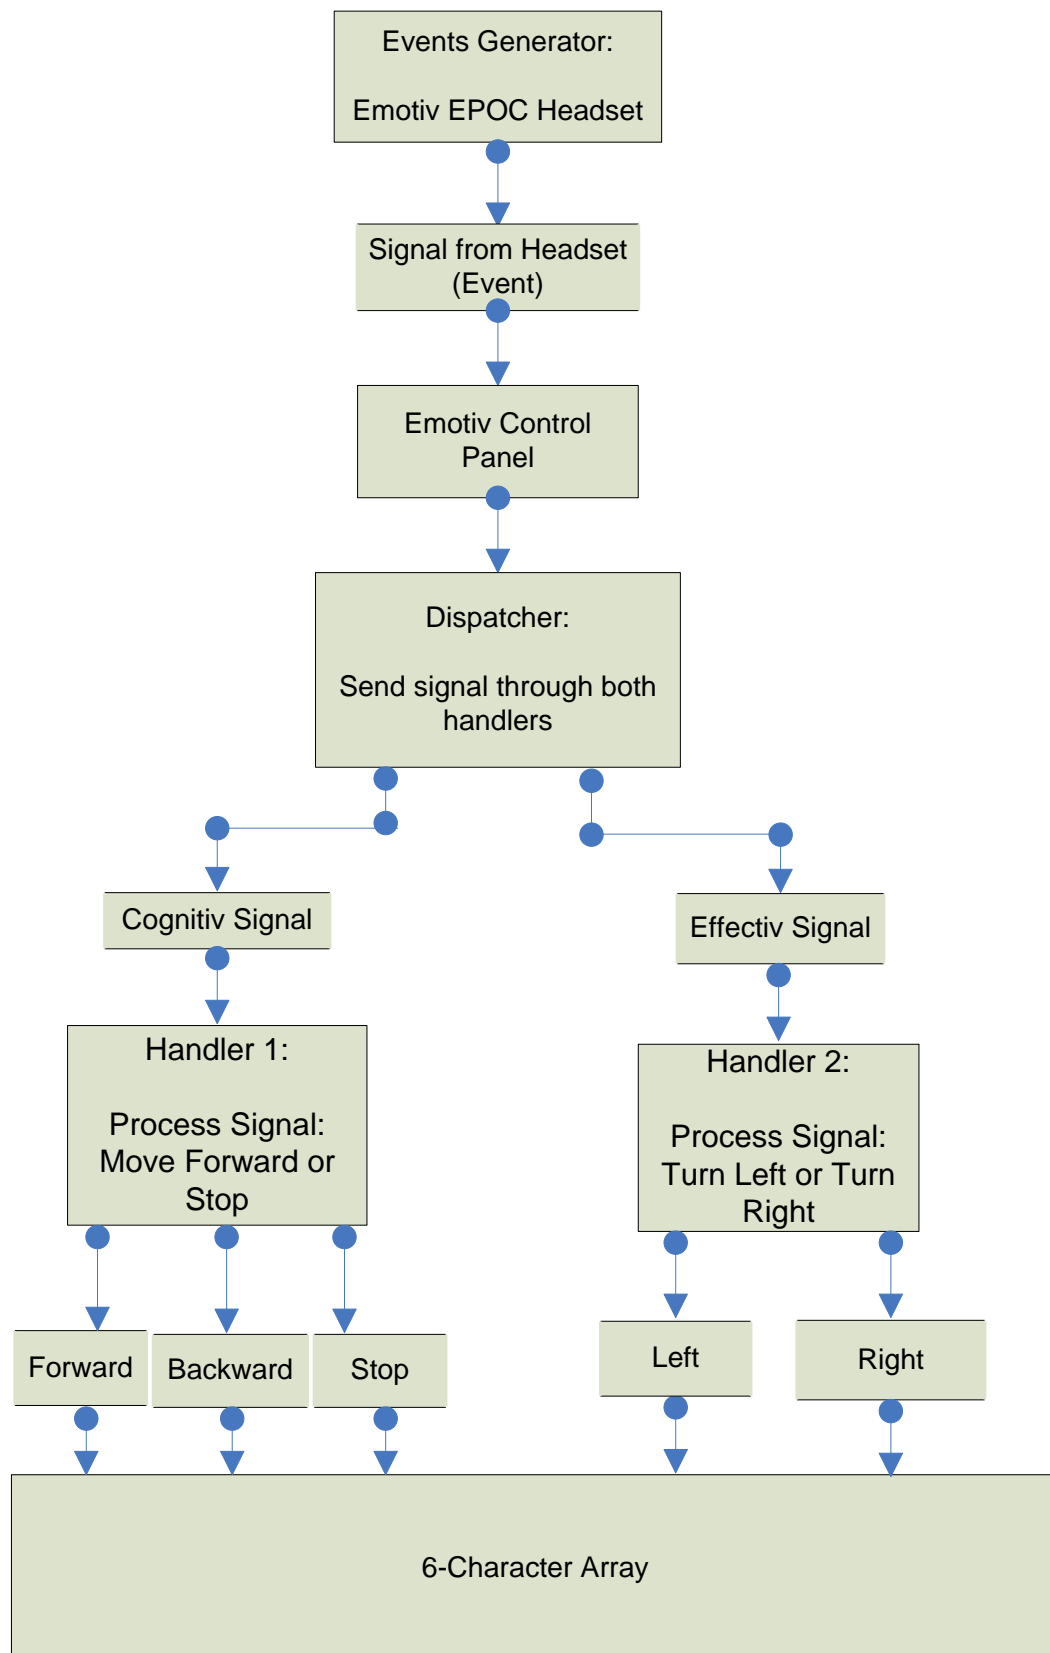 Events Generator:
Emotiv EPOC Headset
Signal from Headset
(Event)
Emotiv Control
Panel
Dispatcher:
Send signal through both
handlers
Cognitiv Signal
Effectiv Signal
Handler 1:
Process Signal:
Move Forward or
Stop
Handler 2:
Process Signal:
Turn Left or Turn
Right
Forward
Backward
Stop
Left
Right
6-Character Array